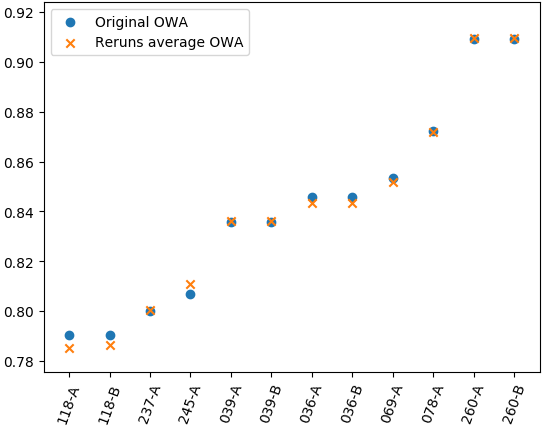 Original OWA
Reruns average OWA
0.92
0.90
0.88
0.86
0.84
0.82
0.80
0.78
118-A
118-B
237-A
245-A
039-A
039-B
036-A
036-B
069-A
078-A
260-A
260-B